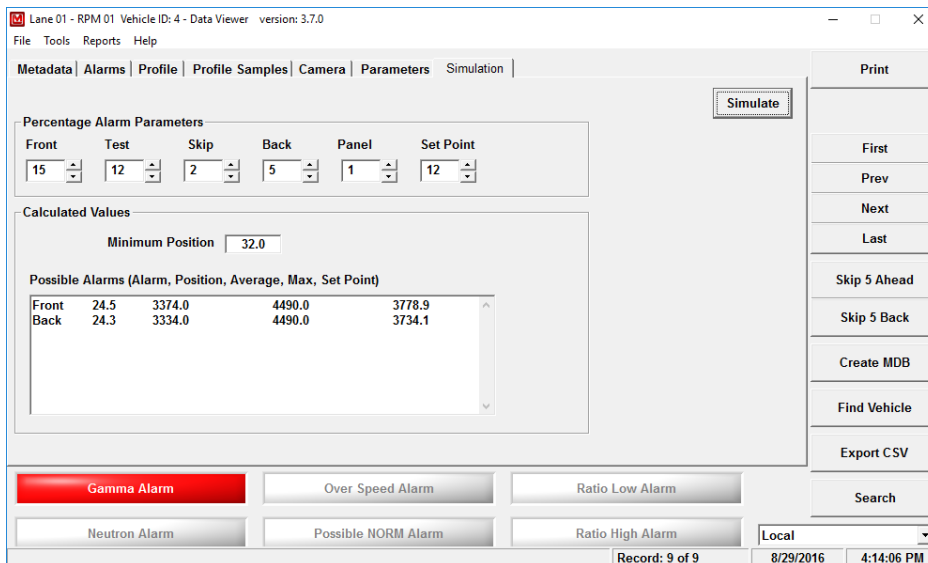 Lane 01 - RPM 01 Vehicle ID: 4 - Data Viewer version: 3.7.0
File Tools Reports Help
Metadata Alarms Profile Profile Samples Camera Parameters Simulation
Simulate
Percentage Alarm Parameters
Front Test Skip Back Panel Set Point
15 12 2 5 1 12
Calculated Values
Minimum Position 32.0
Possible Alarms (Alarm, Position, Average, Max, Set Point)
Front 24.5 3374.0 4490.0 3778.9
Back 24.3 3334.0 4490.0 3734.1
Print
First
Prev
Next
Last
Skip 5 Ahead
Skip 5 Back
Create MDB
Find Vehicle
Export CSV
Search
Gamma Alarm Over Speed Alarm Ratio Low Alarm
Neutron Alarm Possible NORM Alarm Ratio High Alarm
Local
Record: 9 of 9 8/29/2016 4:14:06 PM